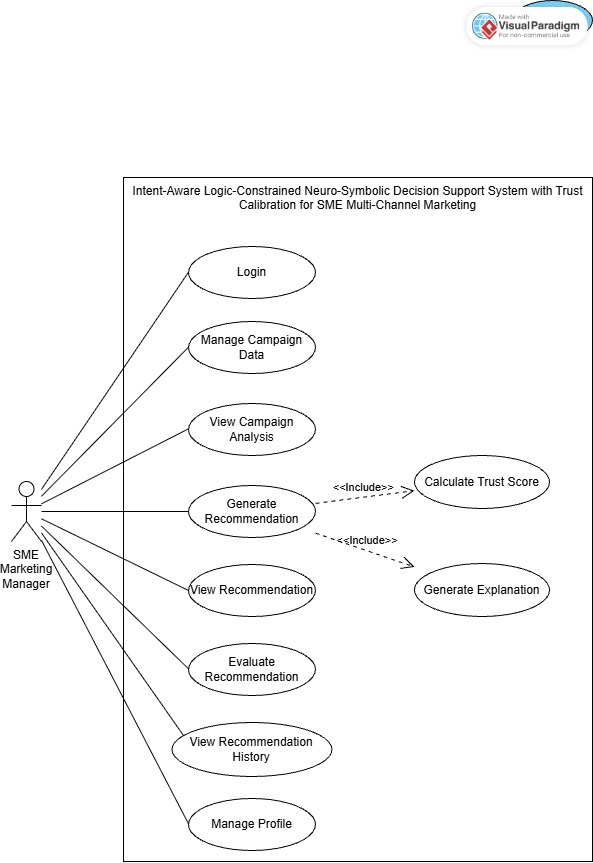 Made with
VisualParadigm
For non-commercial use
Intent-Aware Logic-Constrained Neuro-Symbolic Decision Support System with Trust
Calibration for SME Multi-Channel Marketing
Login
Manage Campaign
Data
View Campaign
Analysis
Generate
Recommendation
<<Include>>
Calculate Trust Score
<<Include>>
Generate Explanation
SME
Marketing
Manager
View Recommendation
Evaluate
Recommendation
View Recommendation
History
Manage Profile